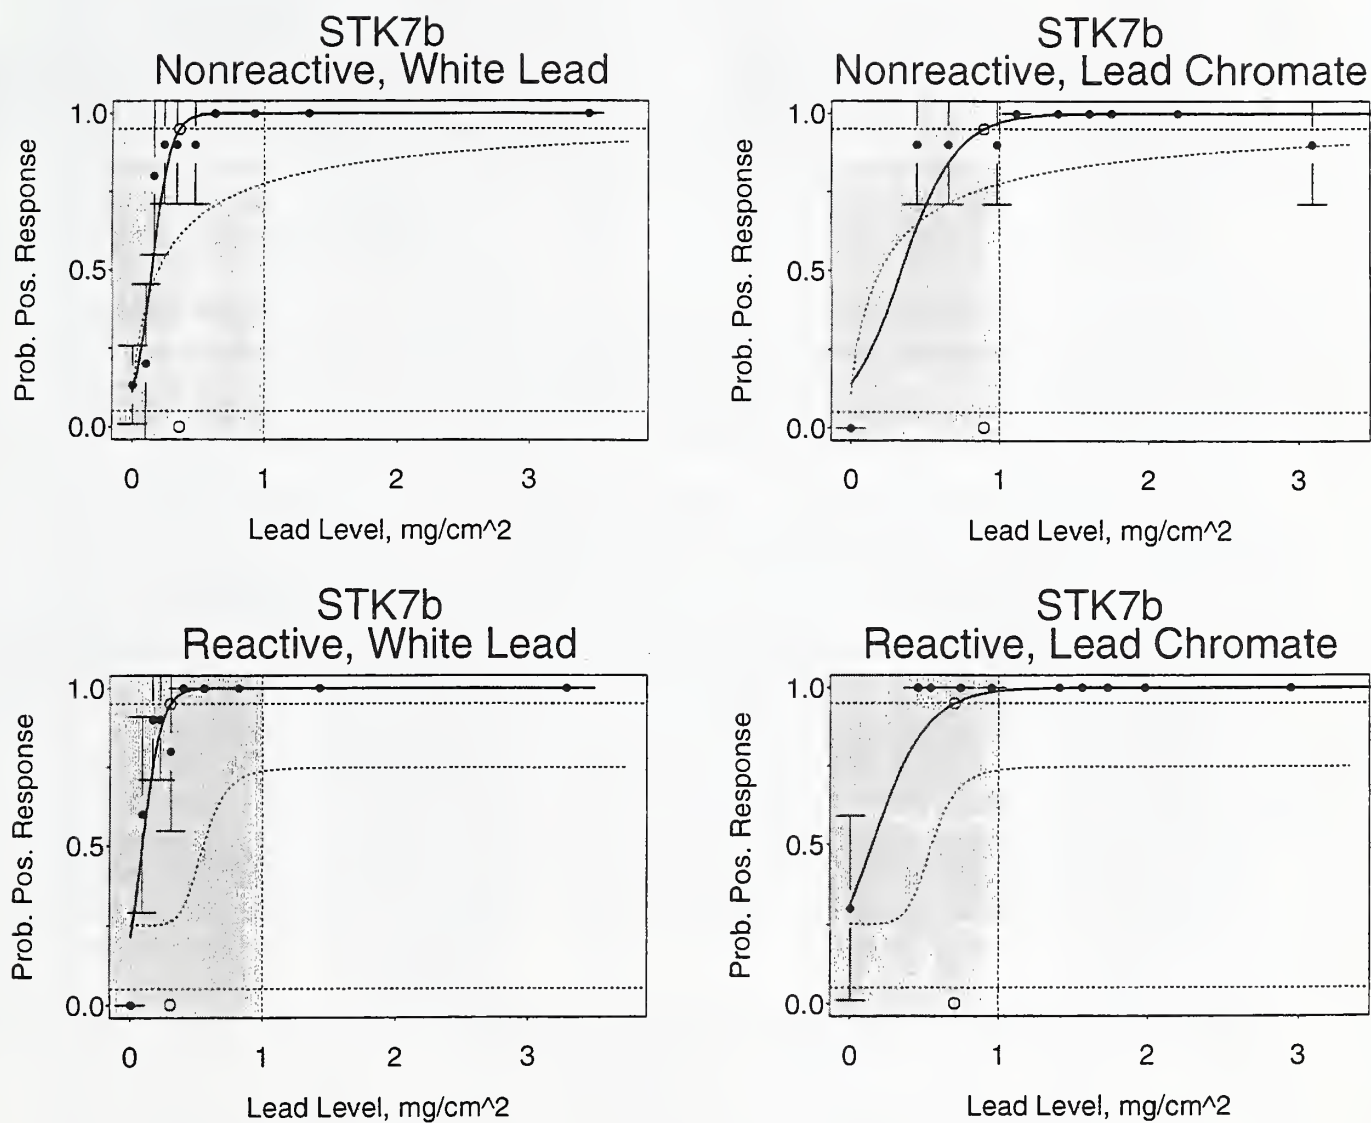 STK7b
Nonreactive, White Lead
Prob. Pos. Response
1.0
0.5
0.0
0 1 2 3
Lead Level, mg/cm^2
STK7b
Nonreactive, Lead Chromate
Prob. Pos. Response
1.0
0.5
0.0
0 1 2 3
Lead Level, mg/cm^2
STK7b
Reactive, White Lead
Prob. Pos. Response
1.0
0.5
0.0
0 1 2 3
Lead Level, mg/cm^2
STK7b
Reactive, Lead Chromate
Prob. Pos. Response
1.0
0.5
0.0
0 1 2 3
Lead Level, mg/cm^2